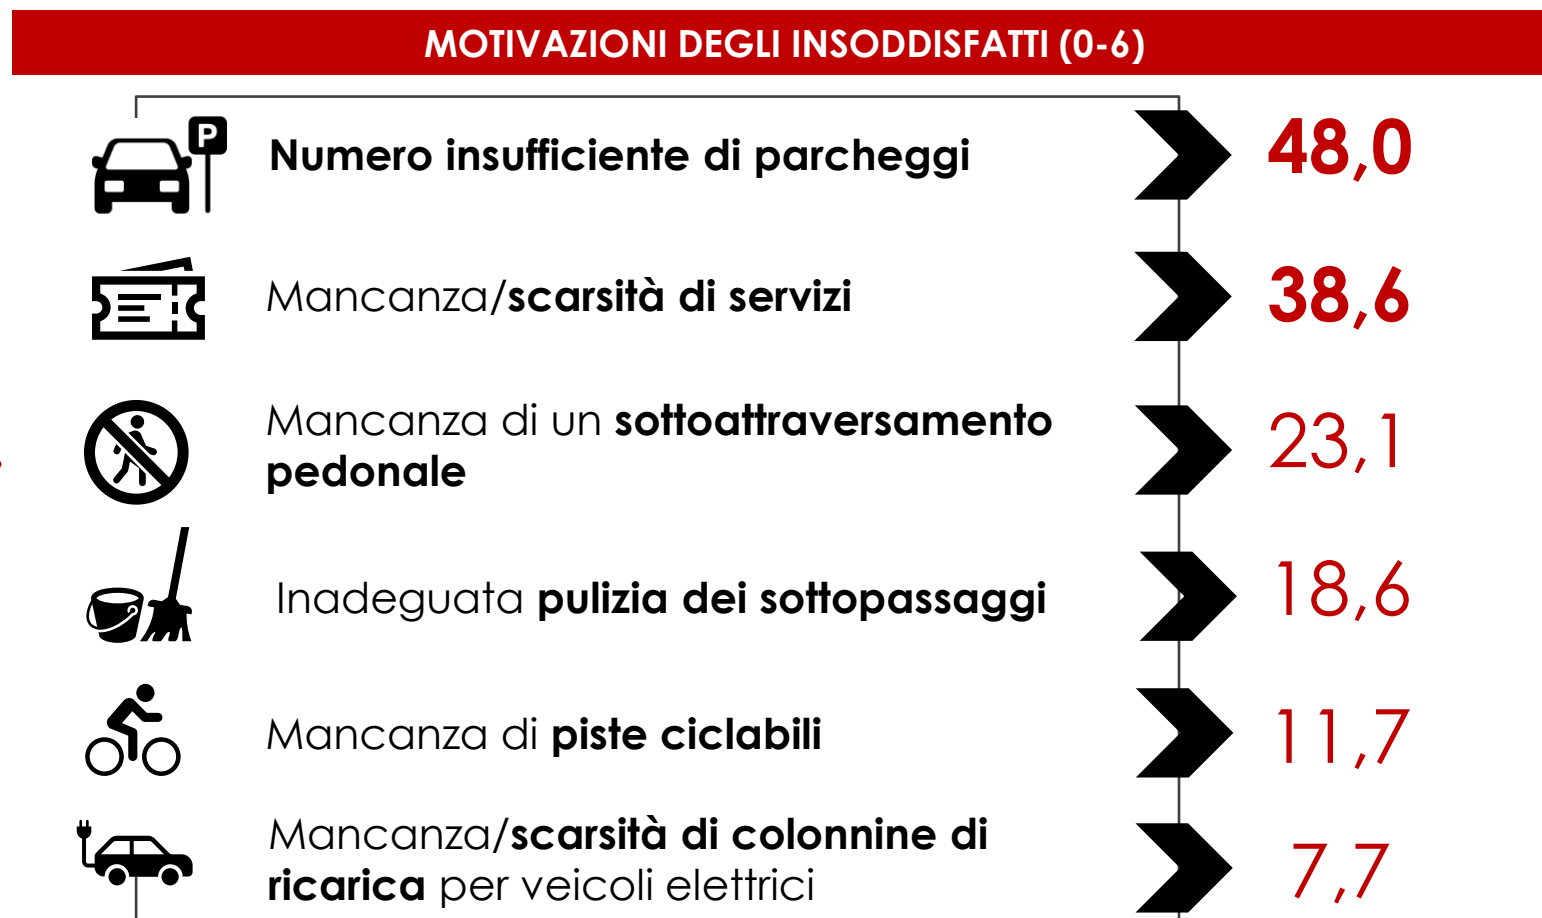 MOTIVAZIONI DEGLI INSODDISFATTI (0-6)
P
Numero insufficiente di parcheggi
48,0
Mancanza/scarsità di servizi
38,6
Mancanza di un sottoattraversamento
pedonale
23,1
Inadeguata pulizia dei sottopassaggi
18,6
Mancanza di piste ciclabili
11,7
Mancanza/scarsità di colonnine di
ricarica per veicoli elettrici
7,7